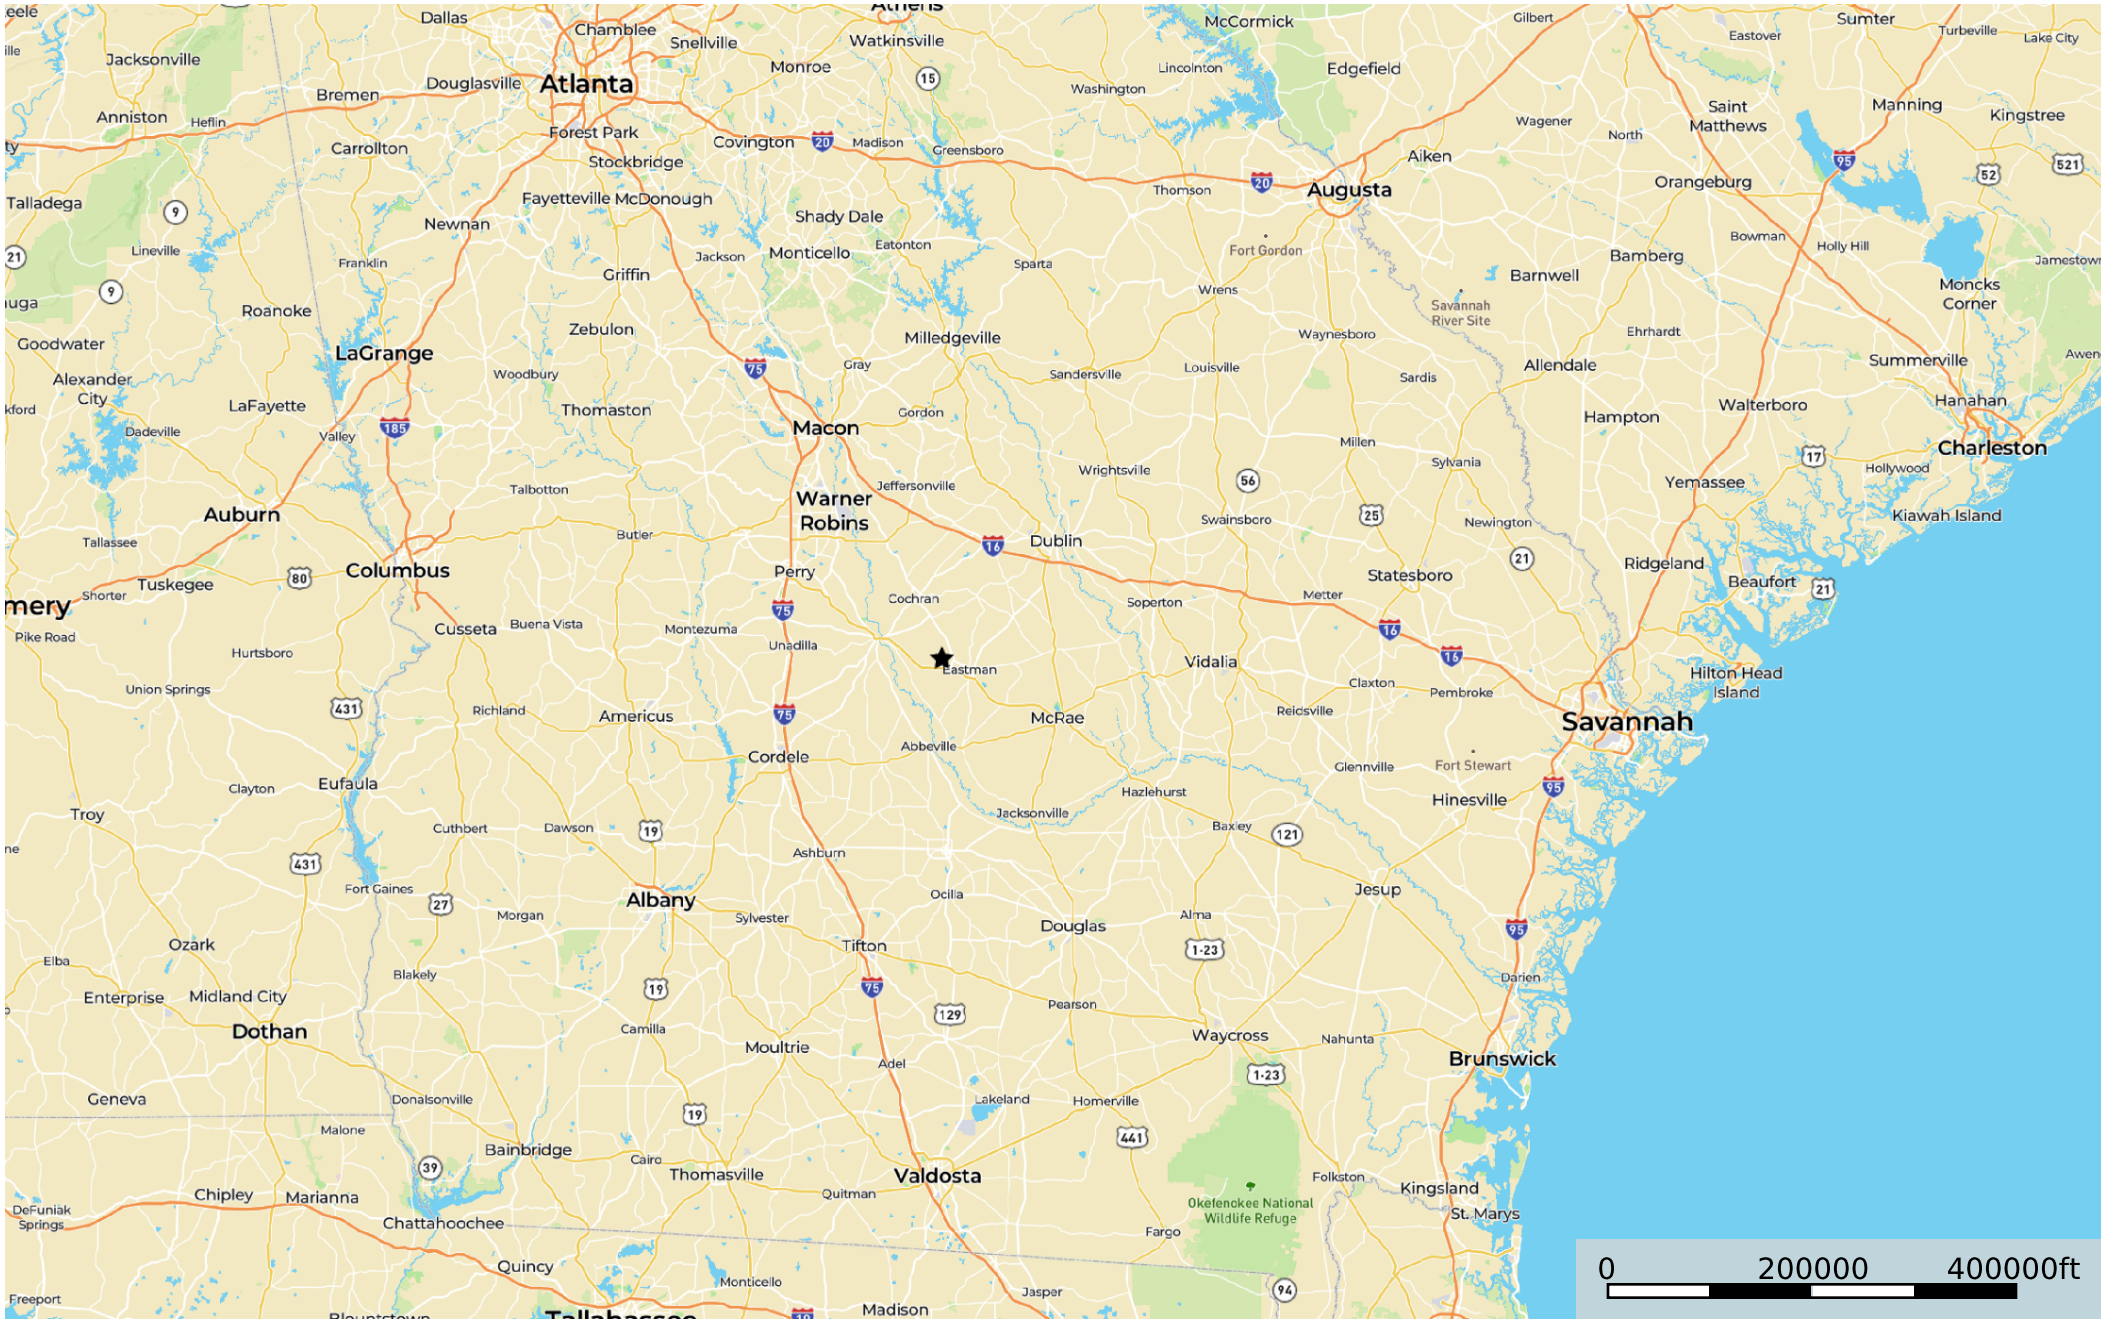 eele
Dallas
Athens
McCormick
Gilbert
Sumter
Chamblee
Snellville
Watkinsville
Eastover
Turbeville
Lake City
ille
Jacksonville
Douglasville
Atlanta
Monroe
15
Lincolnton
Edgefield
Bremen
Washington
Saint
Matthews
Manning
Kingstree
Anniston
Heflin
Forest Park
Wagener
North
ty
Carrollton
Stockbridge
Covington
20
Madison
Greensboro
Aiken
95
52
521
Talladega
9
Fayetteville
McDonough
Thomson
20
Augusta
Orangeburg
Newnan
Shady Dale
21
Lineville
Franklin
Jackson
Monticello
Eatonton
Sparta
Fort Gordon
Bowman
Holly Hill
Bamberg
Jamestown
9
Griffin
Wrens
Barnwell
Moncks
Corner
auga
Roanoke
Savannah
River Site
Goodwater
Zebulon
Milledgeville
Waynesboro
Ehrhardt
LaGrange
75
Gray
Sandersville
Louisville
Sardis
Allendale
Summerville
Awen
Alexander
City
Woodbury
kford
LaFayette
Thomaston
Gordon
Hampton
Walterboro
Hanahan
Dadeville
Valley
185
Macon
Millen
Charleston
Wrightsville
56
Sylvania
17
Hollywood
Talbotton
Warner
Robins
Jeffersonville
Yemassee
Auburn
Swainsboro
25
Newington
Kiawah Island
Tallassee
Butler
16
Dublin
21
Ridgeland
Columbus
80
Perry
Statesboro
Beaufort
21
Tuskegee
mery
Shorter
75
Cochran
Soperton
Metter
Pike Road
Cusseta
Buena Vista
Montezuma
Unadilla
16
Hurtsboro
Eastman
Vidalia
16
Hilton Head
Island
Union Springs
431
Richland
Americus
75
McRae
Claxton
Pembroke
Reidsville
Savannah
Abbeville
Cordele
Glennville
Fort Stewart
Clayton
Eufaula
Hazlehurst
Hinesville
95
Troy
Jacksonville
Cuthbert
Dawson
19
Baxley
121
ne
431
Ashburn
Fort Gaines
27
Albany
Ocilla
Jesup
Morgan
Sylvester
Douglas
Alma
95
Ozark
Tifton
1-23
Elba
Blakely
75
Darien
Enterprise
Midland City
19
129
Pearson
Dothan
Camilla
Moultrie
Waycross
Nahunta
Brunswick
Adel
1-23
Geneva
Donalsonville
19
Lakeland
Homerville
Malone
441
Bainbridge
39
Cairo
Thomasville
Valdosta
Folkston
Kingsland
Chipley
Marianna
Quitman
Okefenokee National
Wildlife Refuge
St. Marys
DeFuniak
Springs
Chattahoochee
Fargo
Quincy
Monticello
Jasper
94
0
200000
400000ft
Freeport
Blountstown
Tallahassee
10
Madison